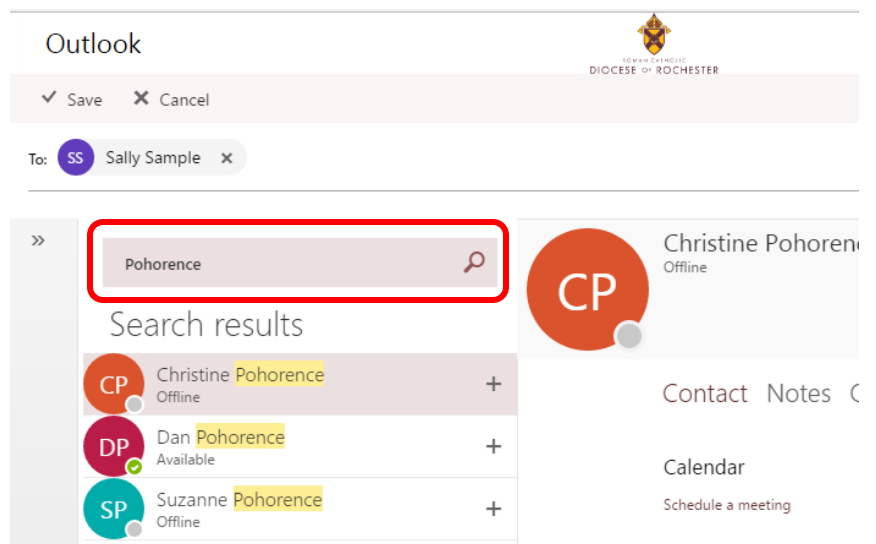 Outlook
ROMAN CATHOLIC
DIOCESE OF ROCHESTER
Save Cancel
To: SS Sally Sample
Pohorence
Search results
CP Christine Pohorence
Offline
DP Dan Pohorence
Available
SP Suzanne Pohorence
Offline
CP Christine Pohoren
Offline
Contact Notes
Calendar
Schedule a meeting